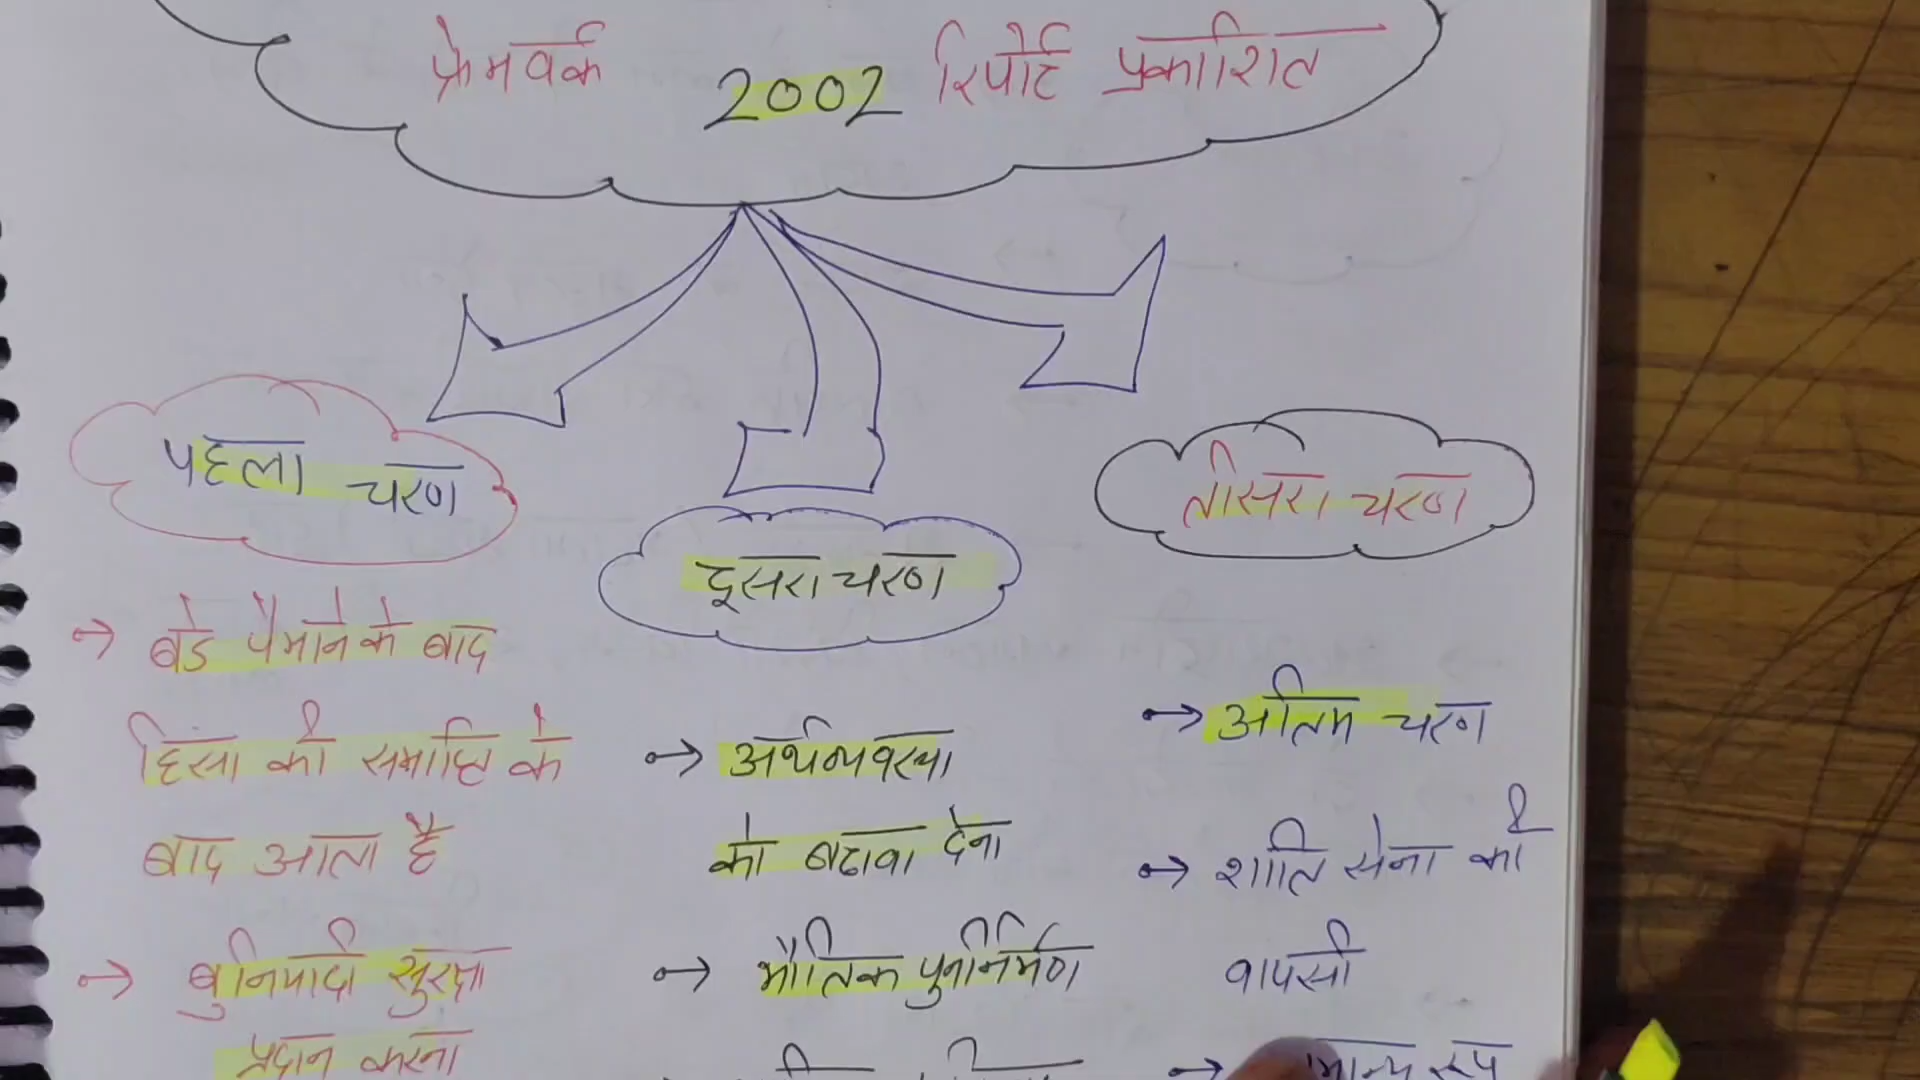 फ्रेमवर्क 2002 रिपोर्ट प्रकाशित
पहला चरण
बडे पैमाने के बाद
हिंसा की समाप्ति के
बाद आता है
बुनियादी सुरक्षा
प्रदान करना
दूसरा चरण
अर्थव्यवस्था
को बढावा देना
भौतिक पुनर्निर्माण
तीसरा चरण
अंतिम चरण
शांति सेना की
वापसी
रूप